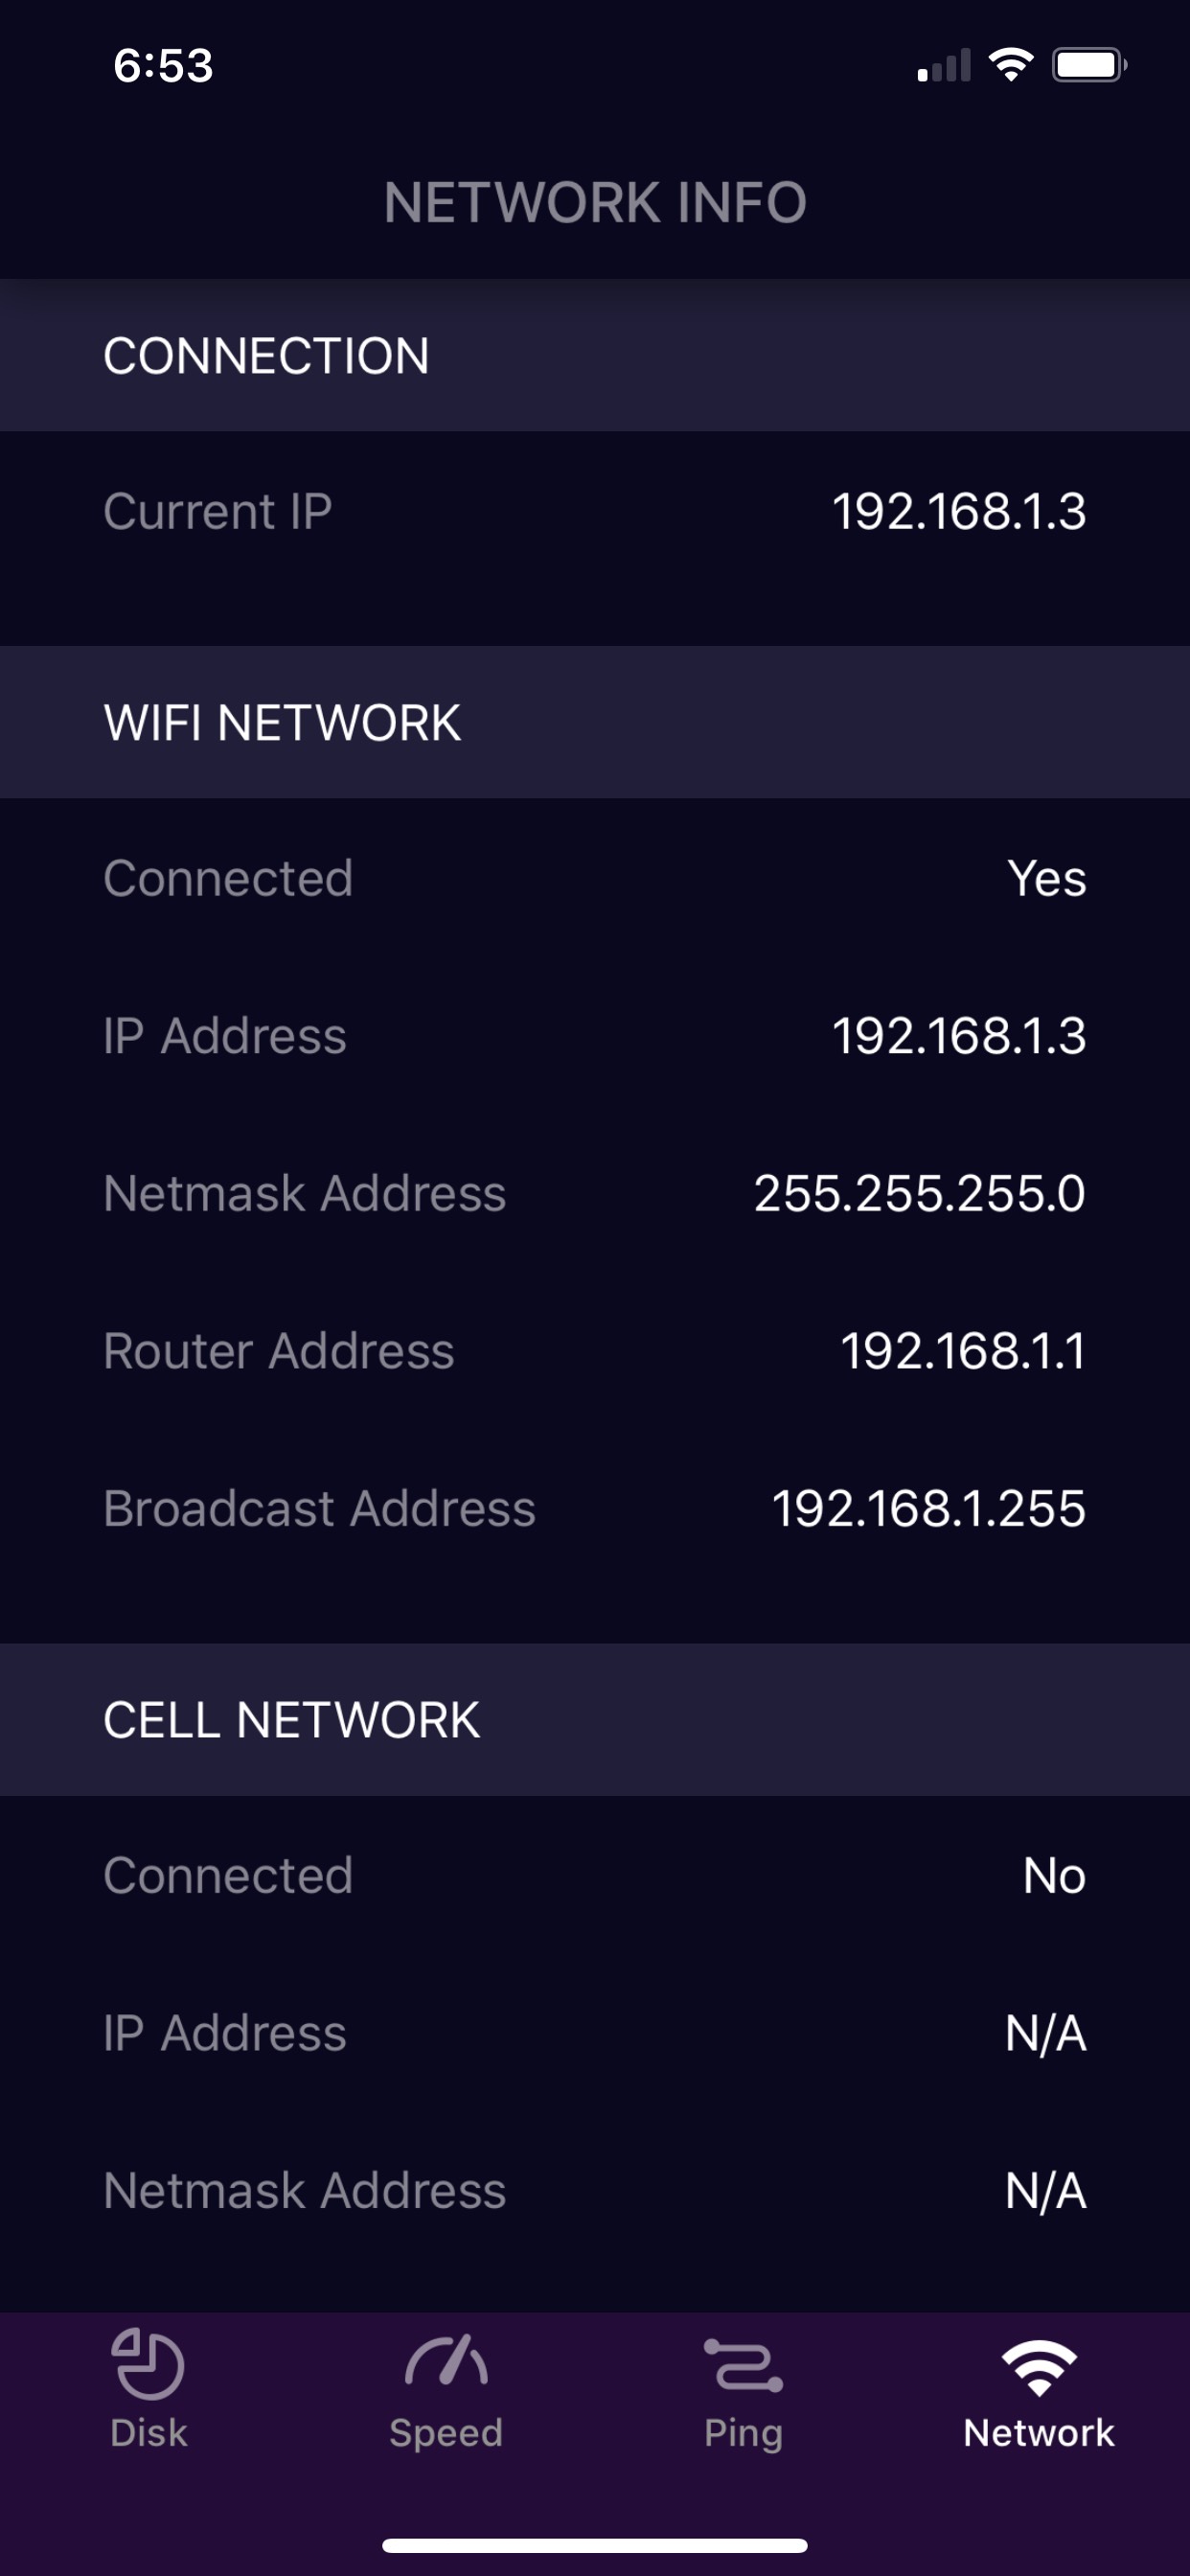 6:53
NETWORK INFO
CONNECTION
Current IP 192.168.1.3
WIFI NETWORK
Connected Yes
IP Address 192.168.1.3
Netmask Address 255.255.255.0
Router Address 192.168.1.1
Broadcast Address 192.168.1.255
CELL NETWORK
Connected No
IP Address N/A
Netmask Address N/A
Disk Speed Ping Network